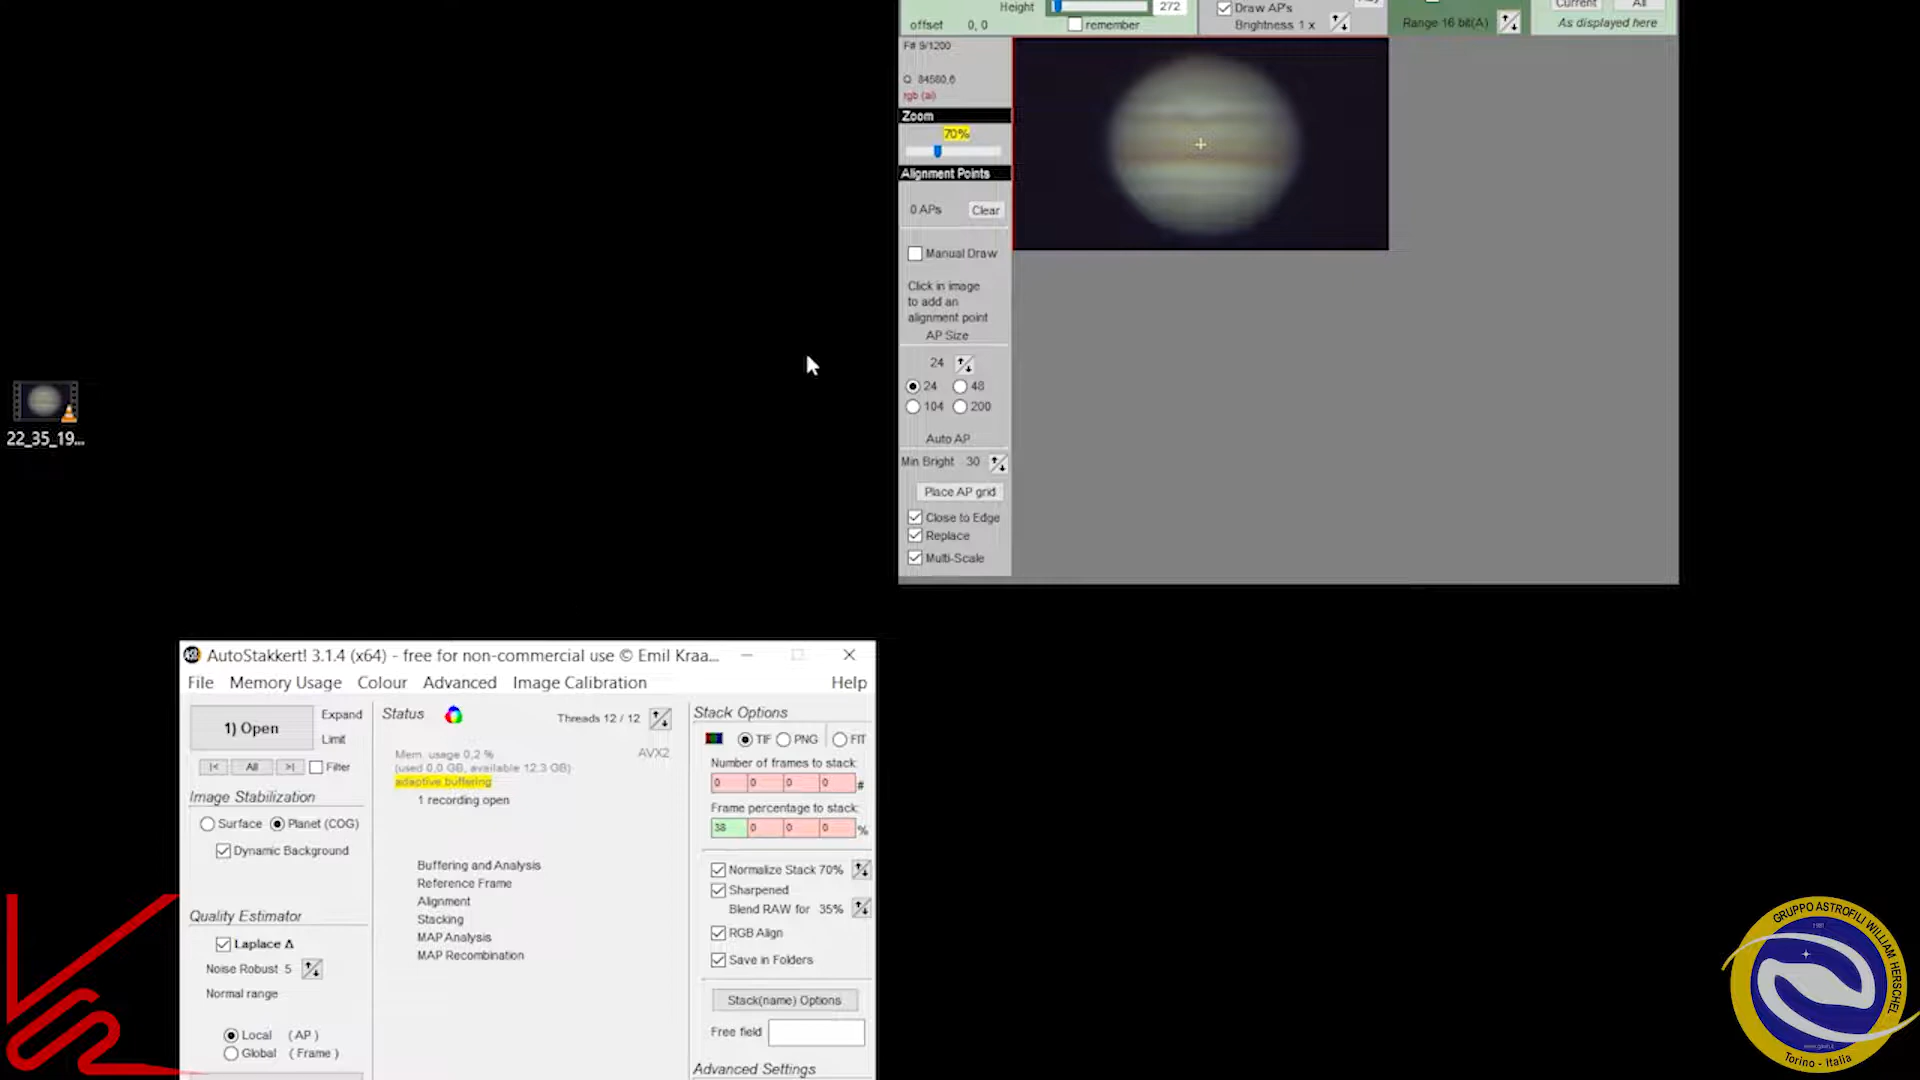 Height 272
Draw AP's
Current All
offset 0, 0
remember
Brightness 1 x
Range 16 bit(A)
As displayed here
F# 9/1200
Q 84580,6
rgb (ai)
Zoom
70%
Alignment Points
0 APs Clear
Manual Draw
Click in image
to add an
alignment point
AP Size
24
24 48
104 200
Auto AP
Min Bright 30
Place AP grid
Close to Edge
Replace
Multi-Scale
22_35_19...
AutoStakkert! 3.1.4 (x64) - free for non-commercial use © Emil Kraa...
File Memory Usage Colour Advanced Image Calibration Help
1) Open
Expand
Limit
|< All >| Filter
Image Stabilization
Surface Planet (COG)
Dynamic Background
Quality Estimator
Laplace Δ
Noise Robust 5
Normal range
Local (AP)
Global (Frame)
Status
Threads 12 / 12
Mem. usage 0,2 %
AVX2
(used 0,0 GB, available 12,3 GB)
adaptive buffering
1 recording open
Buffering and Analysis
Reference Frame
Alignment
Stacking
MAP Analysis
MAP Recombination
Stack Options
TIF PNG FIT
Number of frames to stack:
0 0 0 0 #
Frame percentage to stack:
38 0 0 0 %
Normalize Stack 70%
Sharpened
Blend RAW for 35%
RGB Align
Save in Folders
Stack(name) Options
Free field
Advanced Settings
GRUPPO ASTROFILI WILLIAM HERSCHEL
Torino - Italia